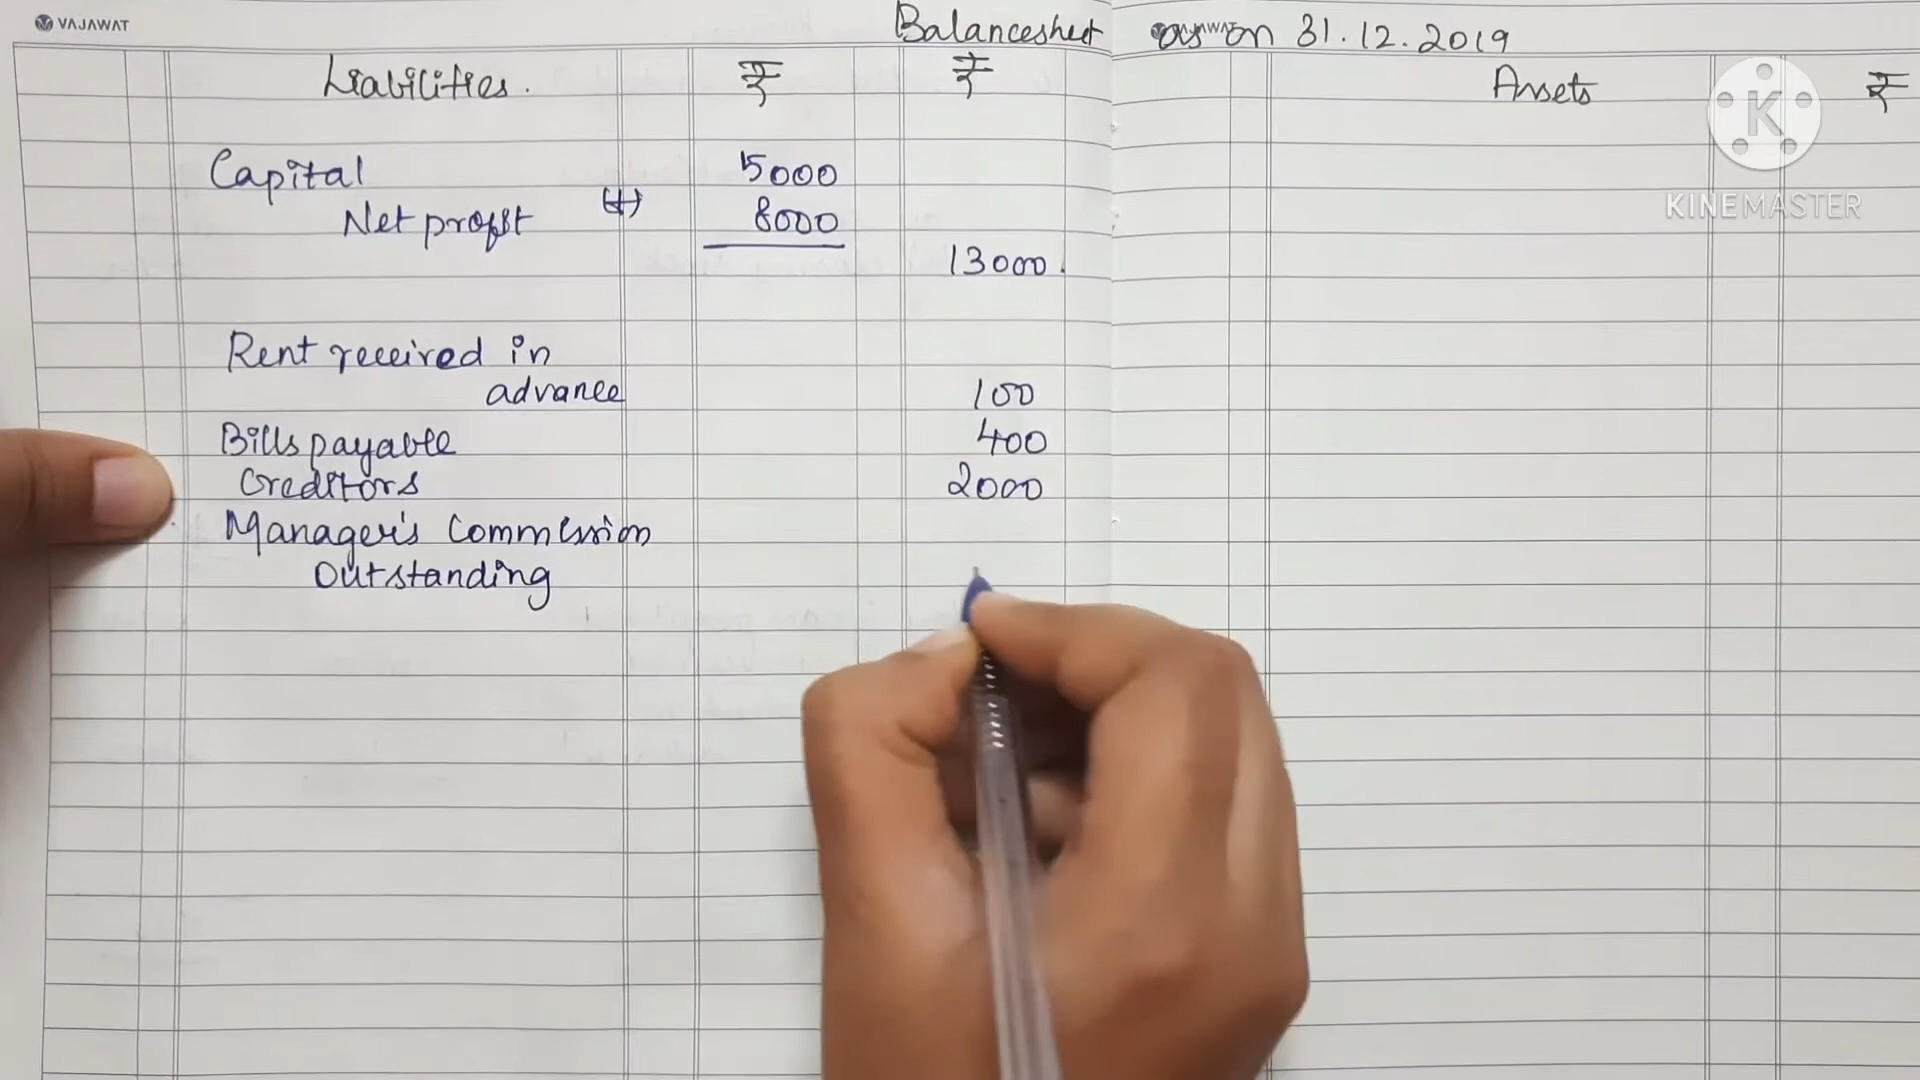 VAJAWAT
Balancesheet as on 31.12.2019
Liabilities. ₹ ₹ Assets ₹
K
KINEMASTER
Capital 5000
Net profit (+) 8000
13000.
Rent received in
advance 100
Bills payable 400
Creditors 2000
Manager's Commission
Outstanding